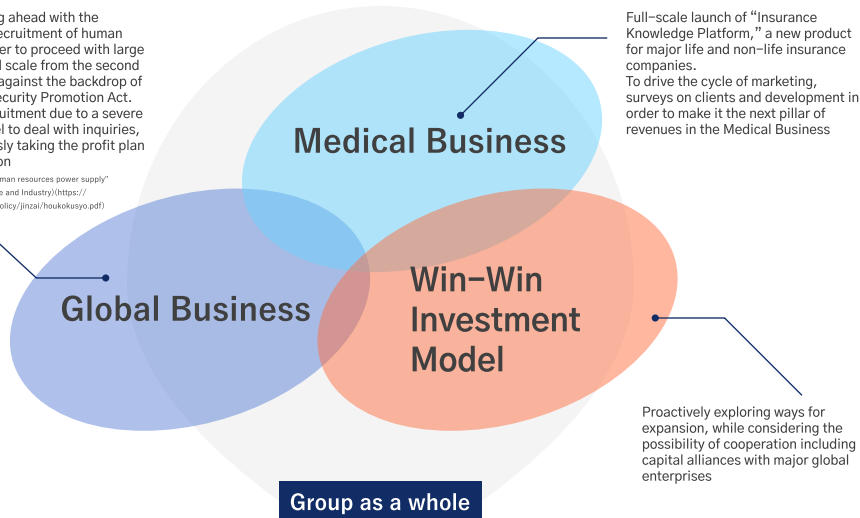 g ahead with the
ecruitment of human
er to proceed with large
scale from the second
against the backdrop of
ecurity Promotion Act.
uitment due to a severe
el to deal with inquiries,
sly taking the profit plan
on
man resources power supply"
e and Industry)(https://
olicy/jinzai/houkokusyo.pdf)
Full-scale launch of “Insurance
Knowledge Platform,” a new product
for major life and non-life insurance
companies.
To drive the cycle of marketing,
surveys on clients and development in
order to make it the next pillar of
revenues in the Medical Business
Medical Business
Global Business
Win-Win
Investment
Model
Proactively exploring ways for
expansion, while considering the
possibility of cooperation including
capital alliances with major global
enterprises
Group as a whole